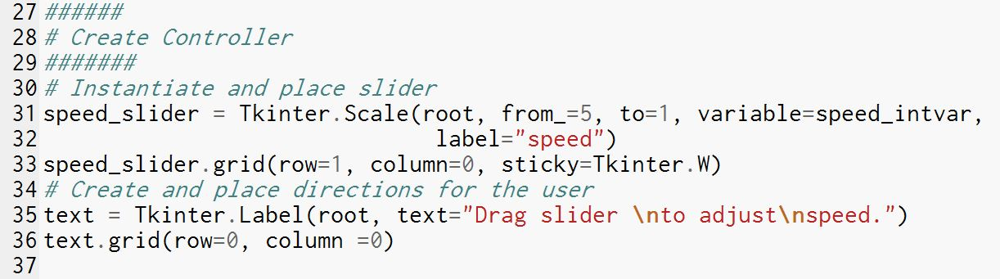 27 ######
28 # Create Controller
29 #######
30 # Instantiate and place slider
31 speed_slider = Tkinter.Scale(root, from_=5, to=1, variable=speed_intvar,
32                               label="speed")
33 speed_slider.grid(row=1, column=0, sticky=Tkinter.W)
34 # Create and place directions for the user
35 text = Tkinter.Label(root, text="Drag slider \nto adjust\nspeed.")
36 text.grid(row=0, column =0)
37